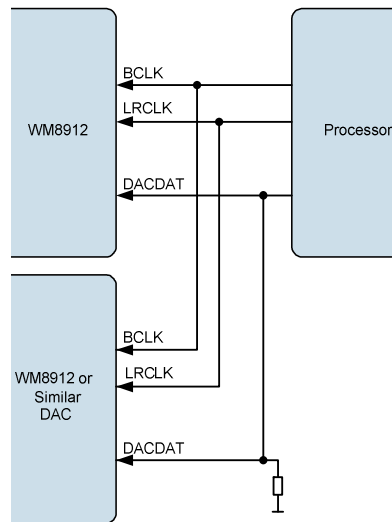 BCLK
LRCLK
WM8912
Processor
DACDAT
BCLK
WM8912 or
Similar
DAC
LRCLK
DACDAT